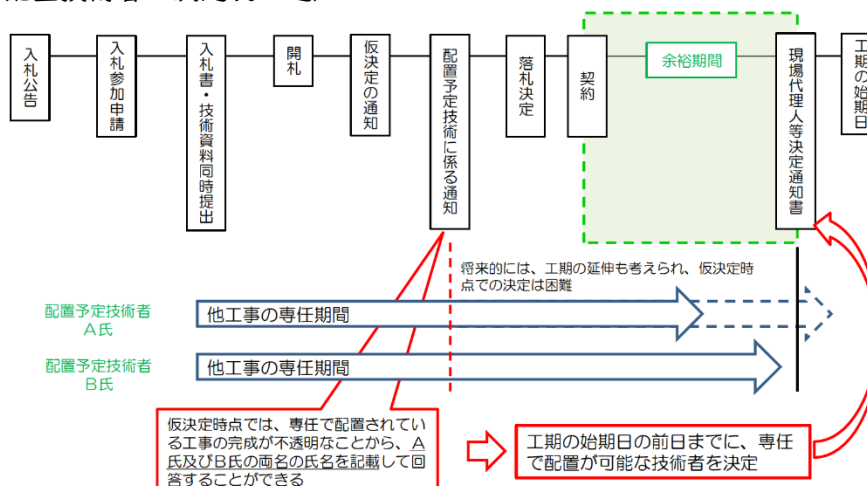 入札公告
入札参加申請
入札書・技術資料同時提出
開札
仮決定の通知
配置予定技術に係る通知
落札決定
契約
余裕期間
現場代理人等決定通知書
工期の始期日
将来的には、工期の延伸も考えられ、仮決定時
点での決定は困難
配置予定技術者
A氏
他工事の専任期間
配置予定技術者
B氏
他工事の専任期間
仮決定時点では、専任で配置されてい
る工事の完成が不透明なことから、A
氏及びB氏の両名の氏名を記載して回
答することができる
工期の始期日の前日までに、専任
で配置が可能な技術者を決定